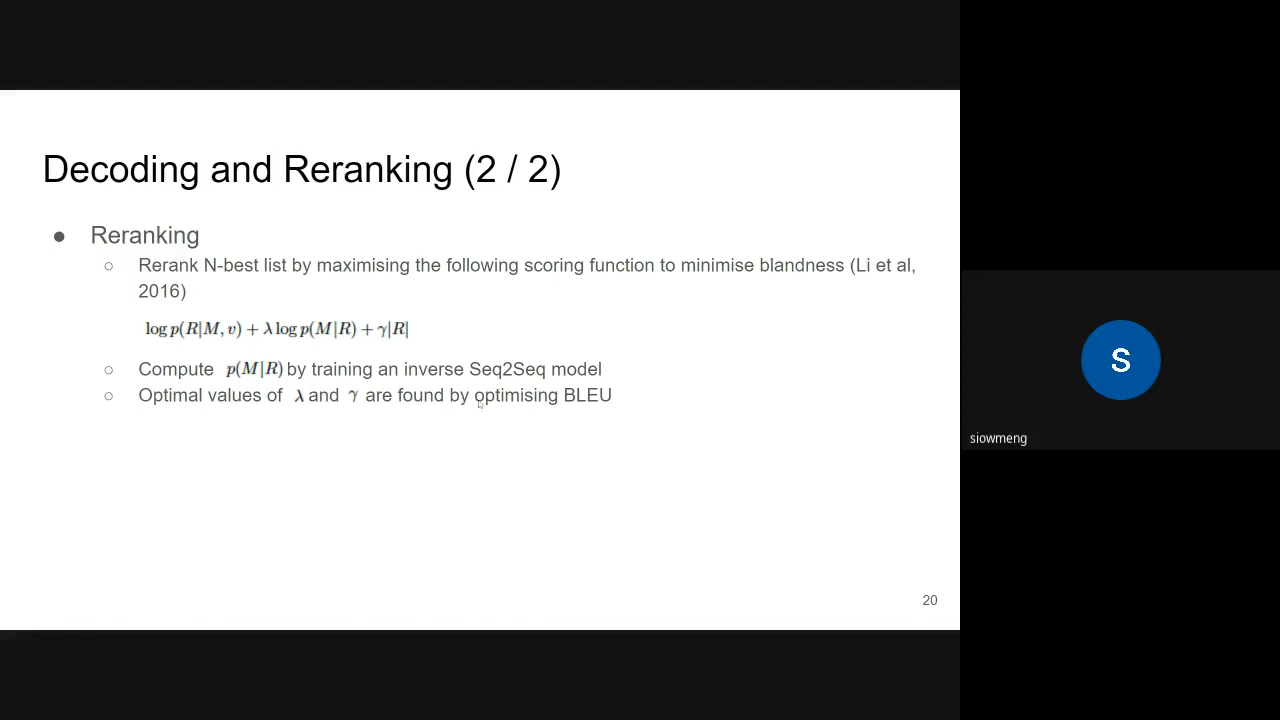 Decoding and Reranking (2 / 2)
● Reranking
○ Rerank N-best list by maximising the following scoring function to minimise blandness (Li et al,
2016)
log p(R|M, v) + λ log p(M|R) + γ|R|
○ Compute p(M|R) by training an inverse Seq2Seq model
○ Optimal values of λ and γ are found by optimising BLEU
20
S
siowmeng